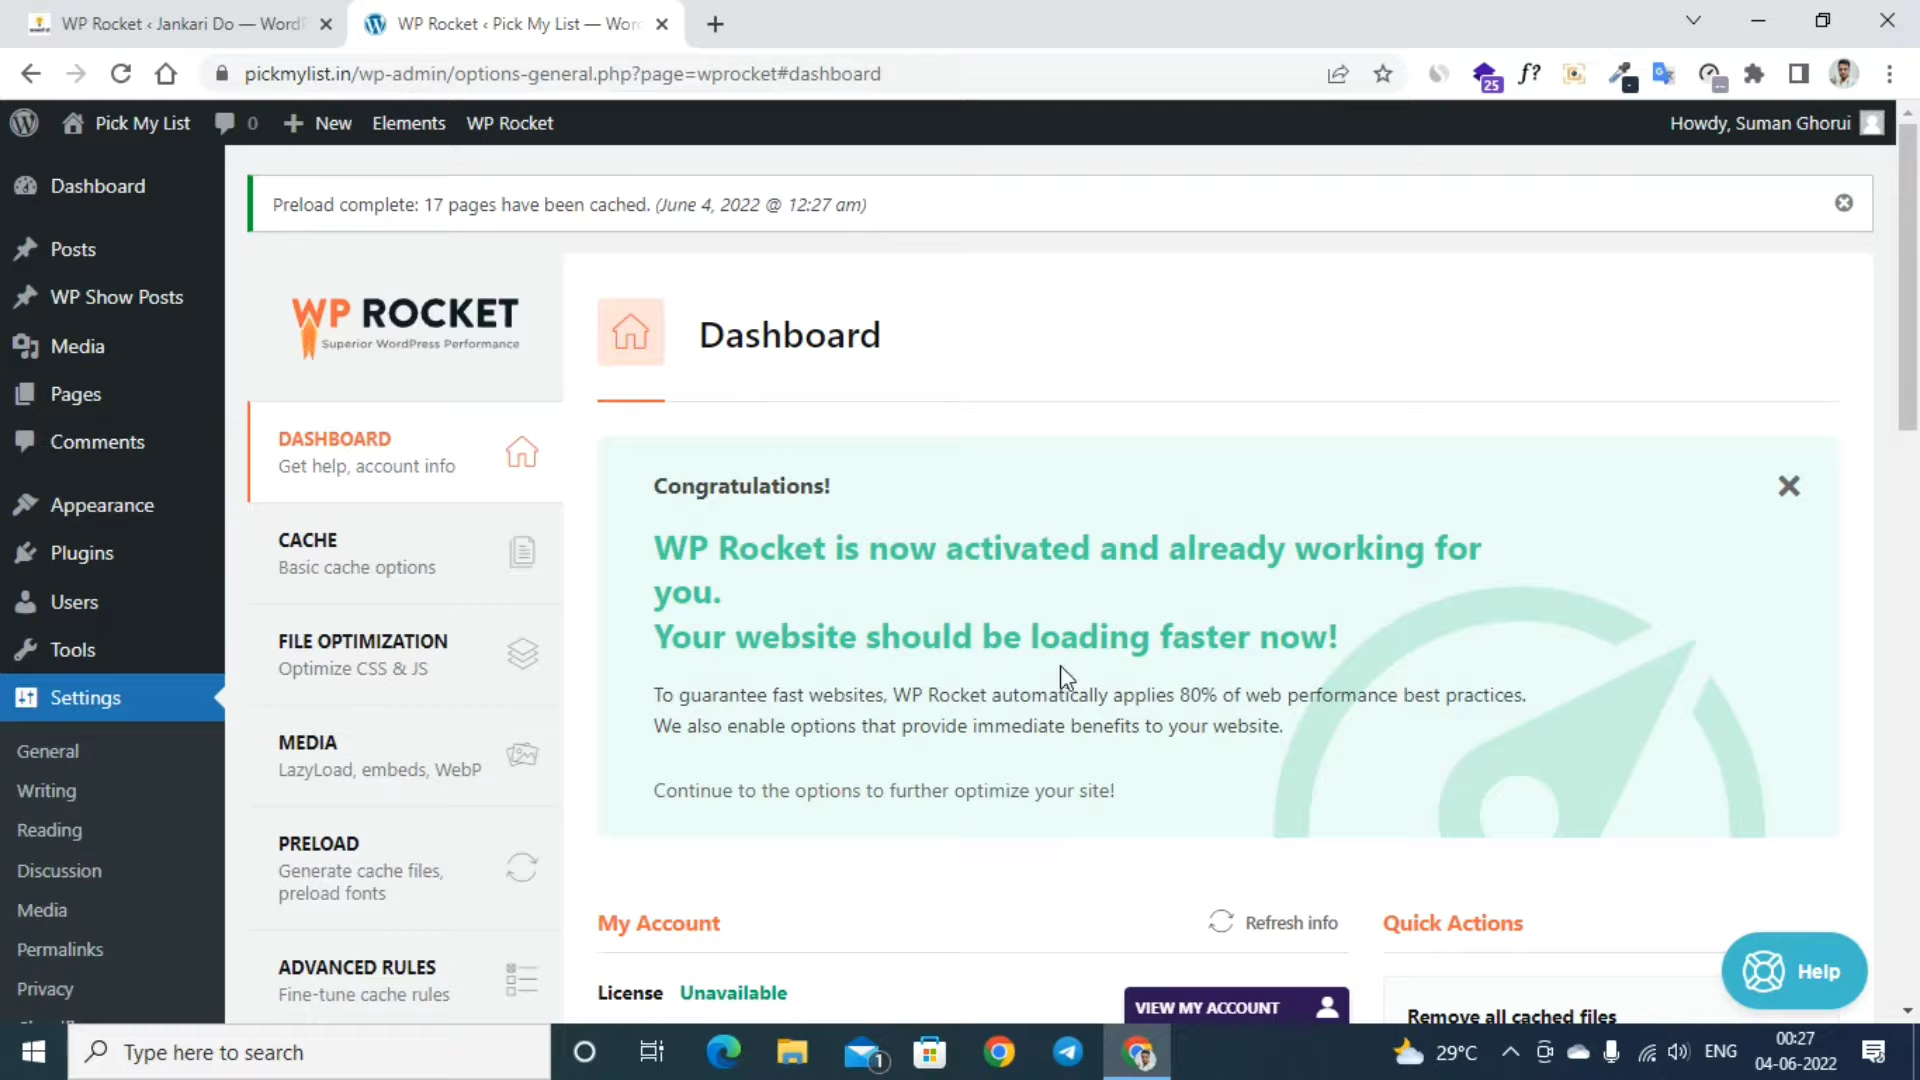 WP Rocket ‹ Jankari Do — WordP
WP Rocket ‹ Pick My List — Word
pickmylist.in/wp-admin/options-general.php?page=wprocket#dashboard
25
f?
Pick My List
0
New
Elements
WP Rocket
Howdy, Suman Ghorui
Dashboard
Posts
WP Show Posts
Media
Pages
Comments
Appearance
Plugins
Users
Tools
Settings
General
Writing
Reading
Discussion
Media
Permalinks
Privacy
Preload complete: 17 pages have been cached. (June 4, 2022 @ 12:27 am)
WP ROCKET
Superior WordPress Performance
DASHBOARD
Get help, account info
CACHE
Basic cache options
FILE OPTIMIZATION
Optimize CSS & JS
MEDIA
LazyLoad, embeds, WebP
PRELOAD
Generate cache files,
preload fonts
ADVANCED RULES
Fine-tune cache rules
Dashboard
Congratulations!
WP Rocket is now activated and already working for
you.
Your website should be loading faster now!
To guarantee fast websites, WP Rocket automatically applies 80% of web performance best practices.
We also enable options that provide immediate benefits to your website.
Continue to the options to further optimize your site!
My Account
Refresh info
Quick Actions
License Unavailable
VIEW MY ACCOUNT
Remove all cached files
Help
Type here to search
1
29°C
ENG
00:27
04-06-2022